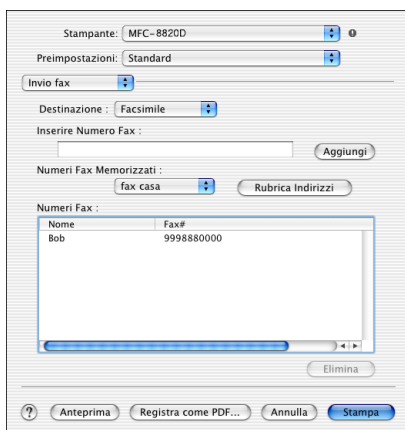 Stampante: MFC-8820D
Preimpostazioni: Standard
Invio fax
Destinazione : Facsimile
Inserire Numero Fax :
Aggiungi
Numeri Fax Memorizzati :
fax casa Rubrica Indirizzi
Numeri Fax :
Nome Fax#
Bob 9998880000
Elimina
? Anteprima Registra come PDF... Annulla Stampa